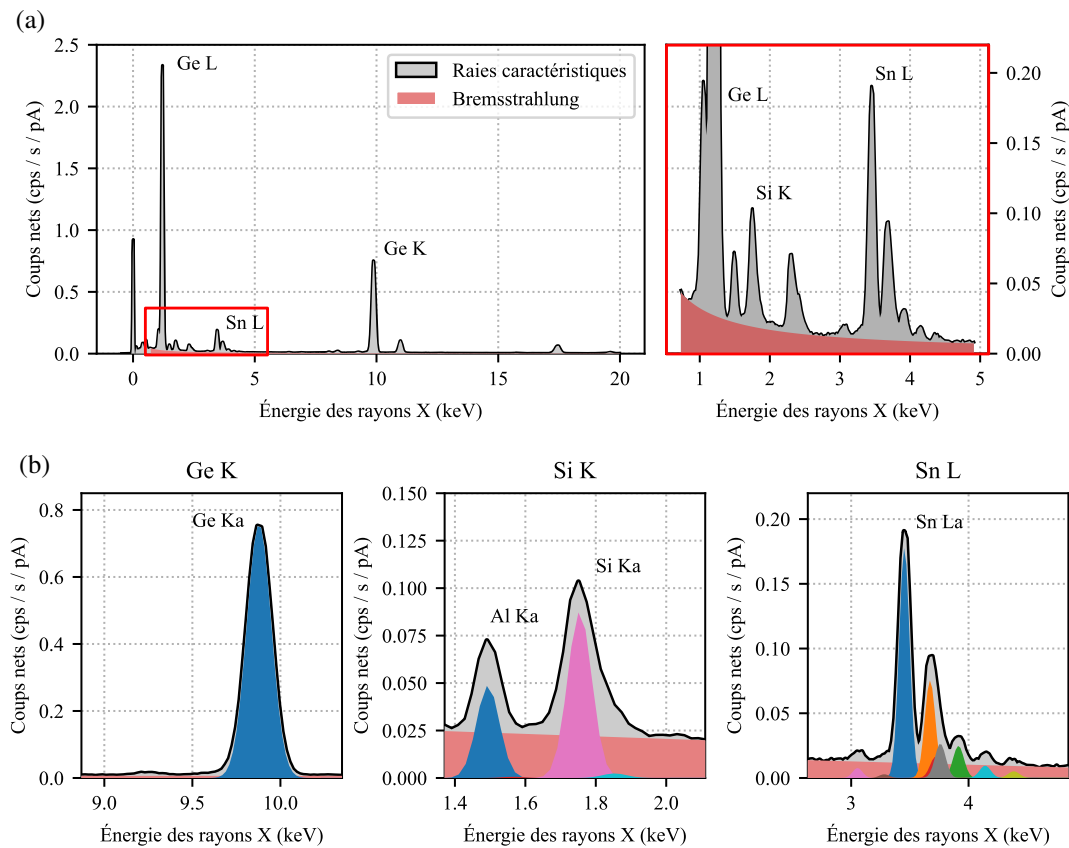 (a)
2.5
2.0
1.5
1.0
0.5
0.0
Coups nets (cps / s / pA)
Ge L
Raies caractéristiques
Bremsstrahlung
Ge K
Sn L
0
5
10
15
20
Énergie des rayons X (keV)
Ge L
Si K
Sn L
0.20
0.15
0.10
0.05
0.00
Coups nets (cps / s / pA)
1
2
3
4
5
Énergie des rayons X (keV)
(b)
Ge K
0.8
0.6
0.4
0.2
0.0
Coups nets (cps / s / pA)
Ge Ka
9.0
9.5
10.0
Énergie des rayons X (keV)
Si K
0.150
0.125
0.100
0.075
0.050
0.025
0.000
Coups nets (cps / s / pA)
Al Ka
Si Ka
1.4
1.6
1.8
2.0
Énergie des rayons X (keV)
Sn L
0.20
0.15
0.10
0.05
0.00
Coups nets (cps / s / pA)
Sn La
3
4
Énergie des rayons X (keV)